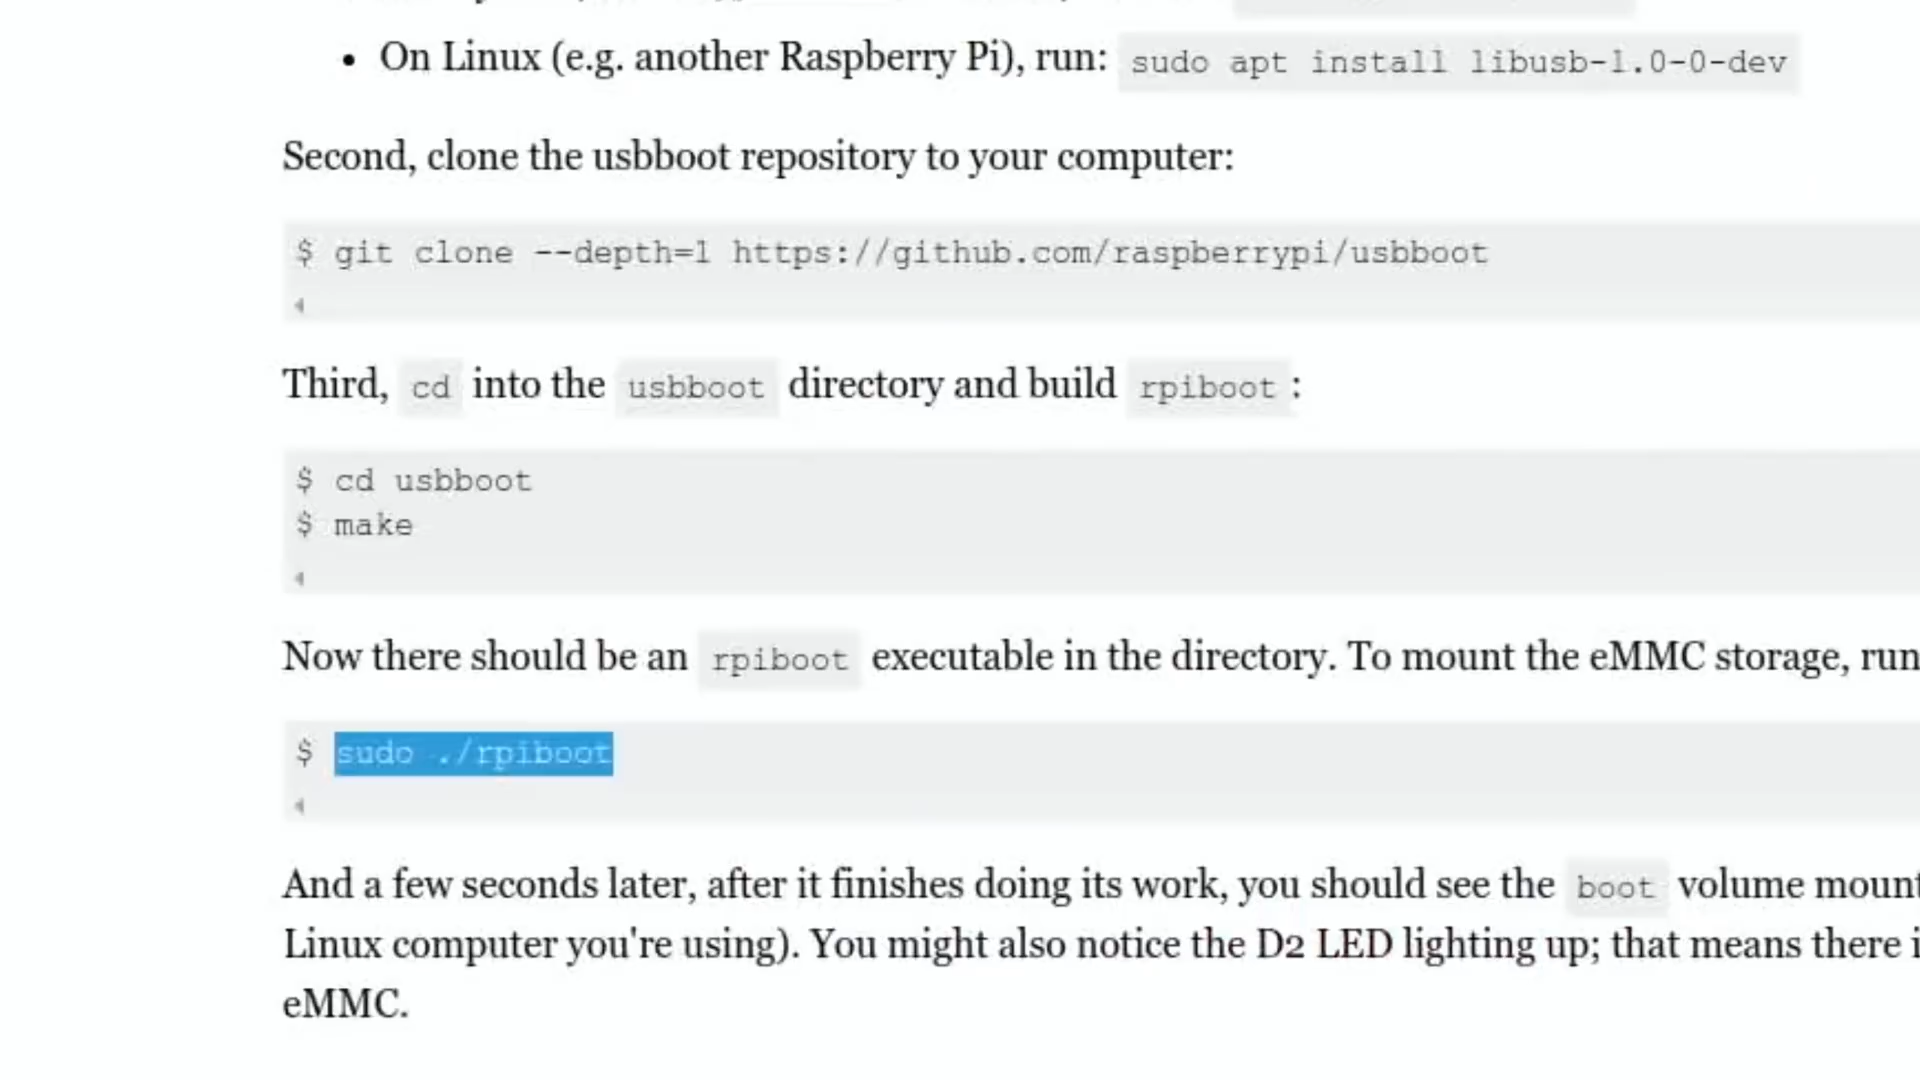 • On Linux (e.g. another Raspberry Pi), run: sudo apt install libusb-1.0-0-dev
Second, clone the usbboot repository to your computer:
$ git clone --depth=1 https://github.com/raspberrypi/usbboot
Third, cd into the usbboot directory and build rpiboot :
$ cd usbboot
$ make
Now there should be an rpiboot executable in the directory. To mount the eMMC storage, run
$ sudo ./rpiboot
And a few seconds later, after it finishes doing its work, you should see the boot volume mount
Linux computer you're using). You might also notice the D2 LED lighting up; that means there i
eMMC.